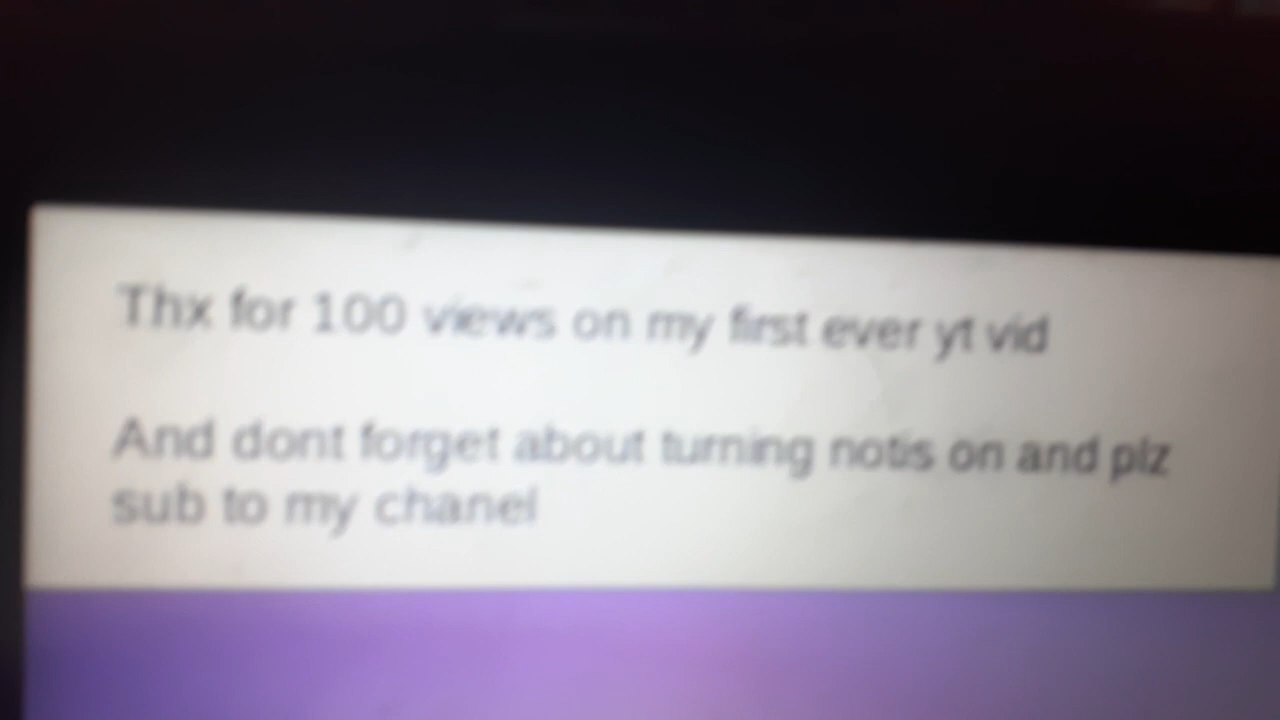 Thx for 100 views on my first ever yt vid
And dont forget about turning notis on and plz
sub to my chanel